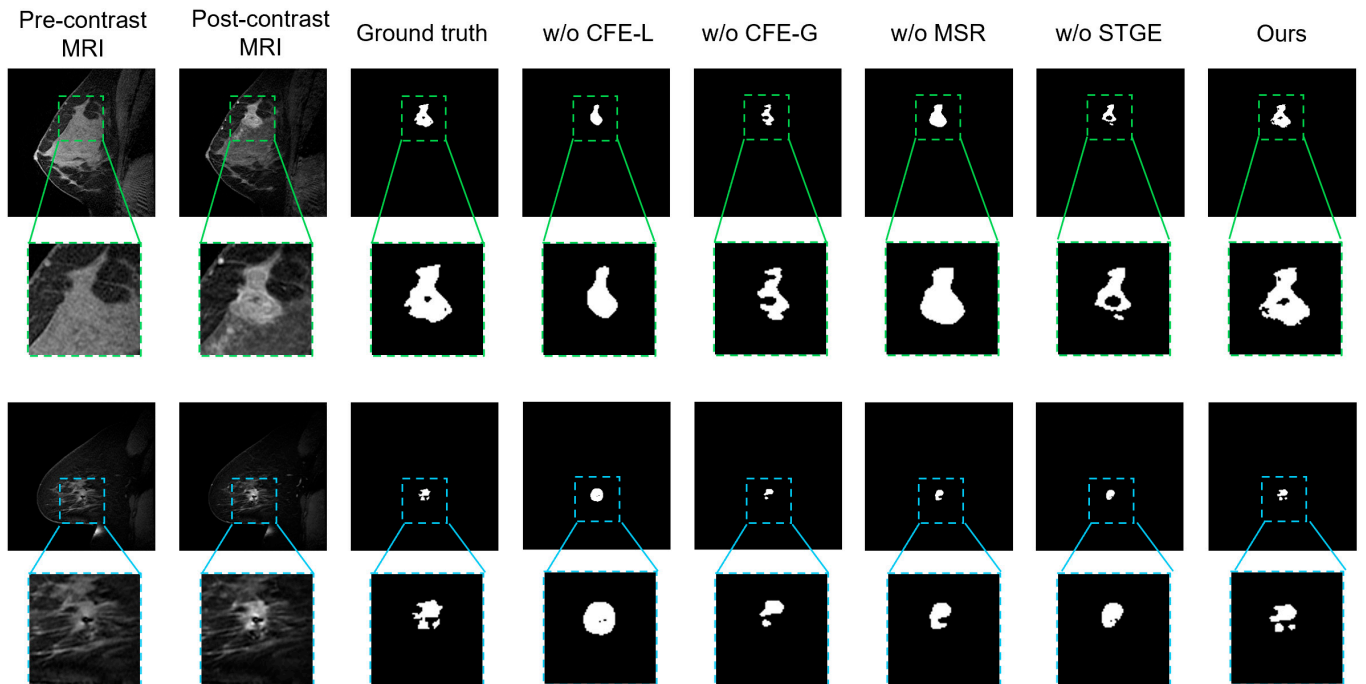 Pre-contrast
MRI
Post-contrast
MRI
Ground truth
w/o CFE-L
w/o CFE-G
w/o MSR
w/o STGE
Ours